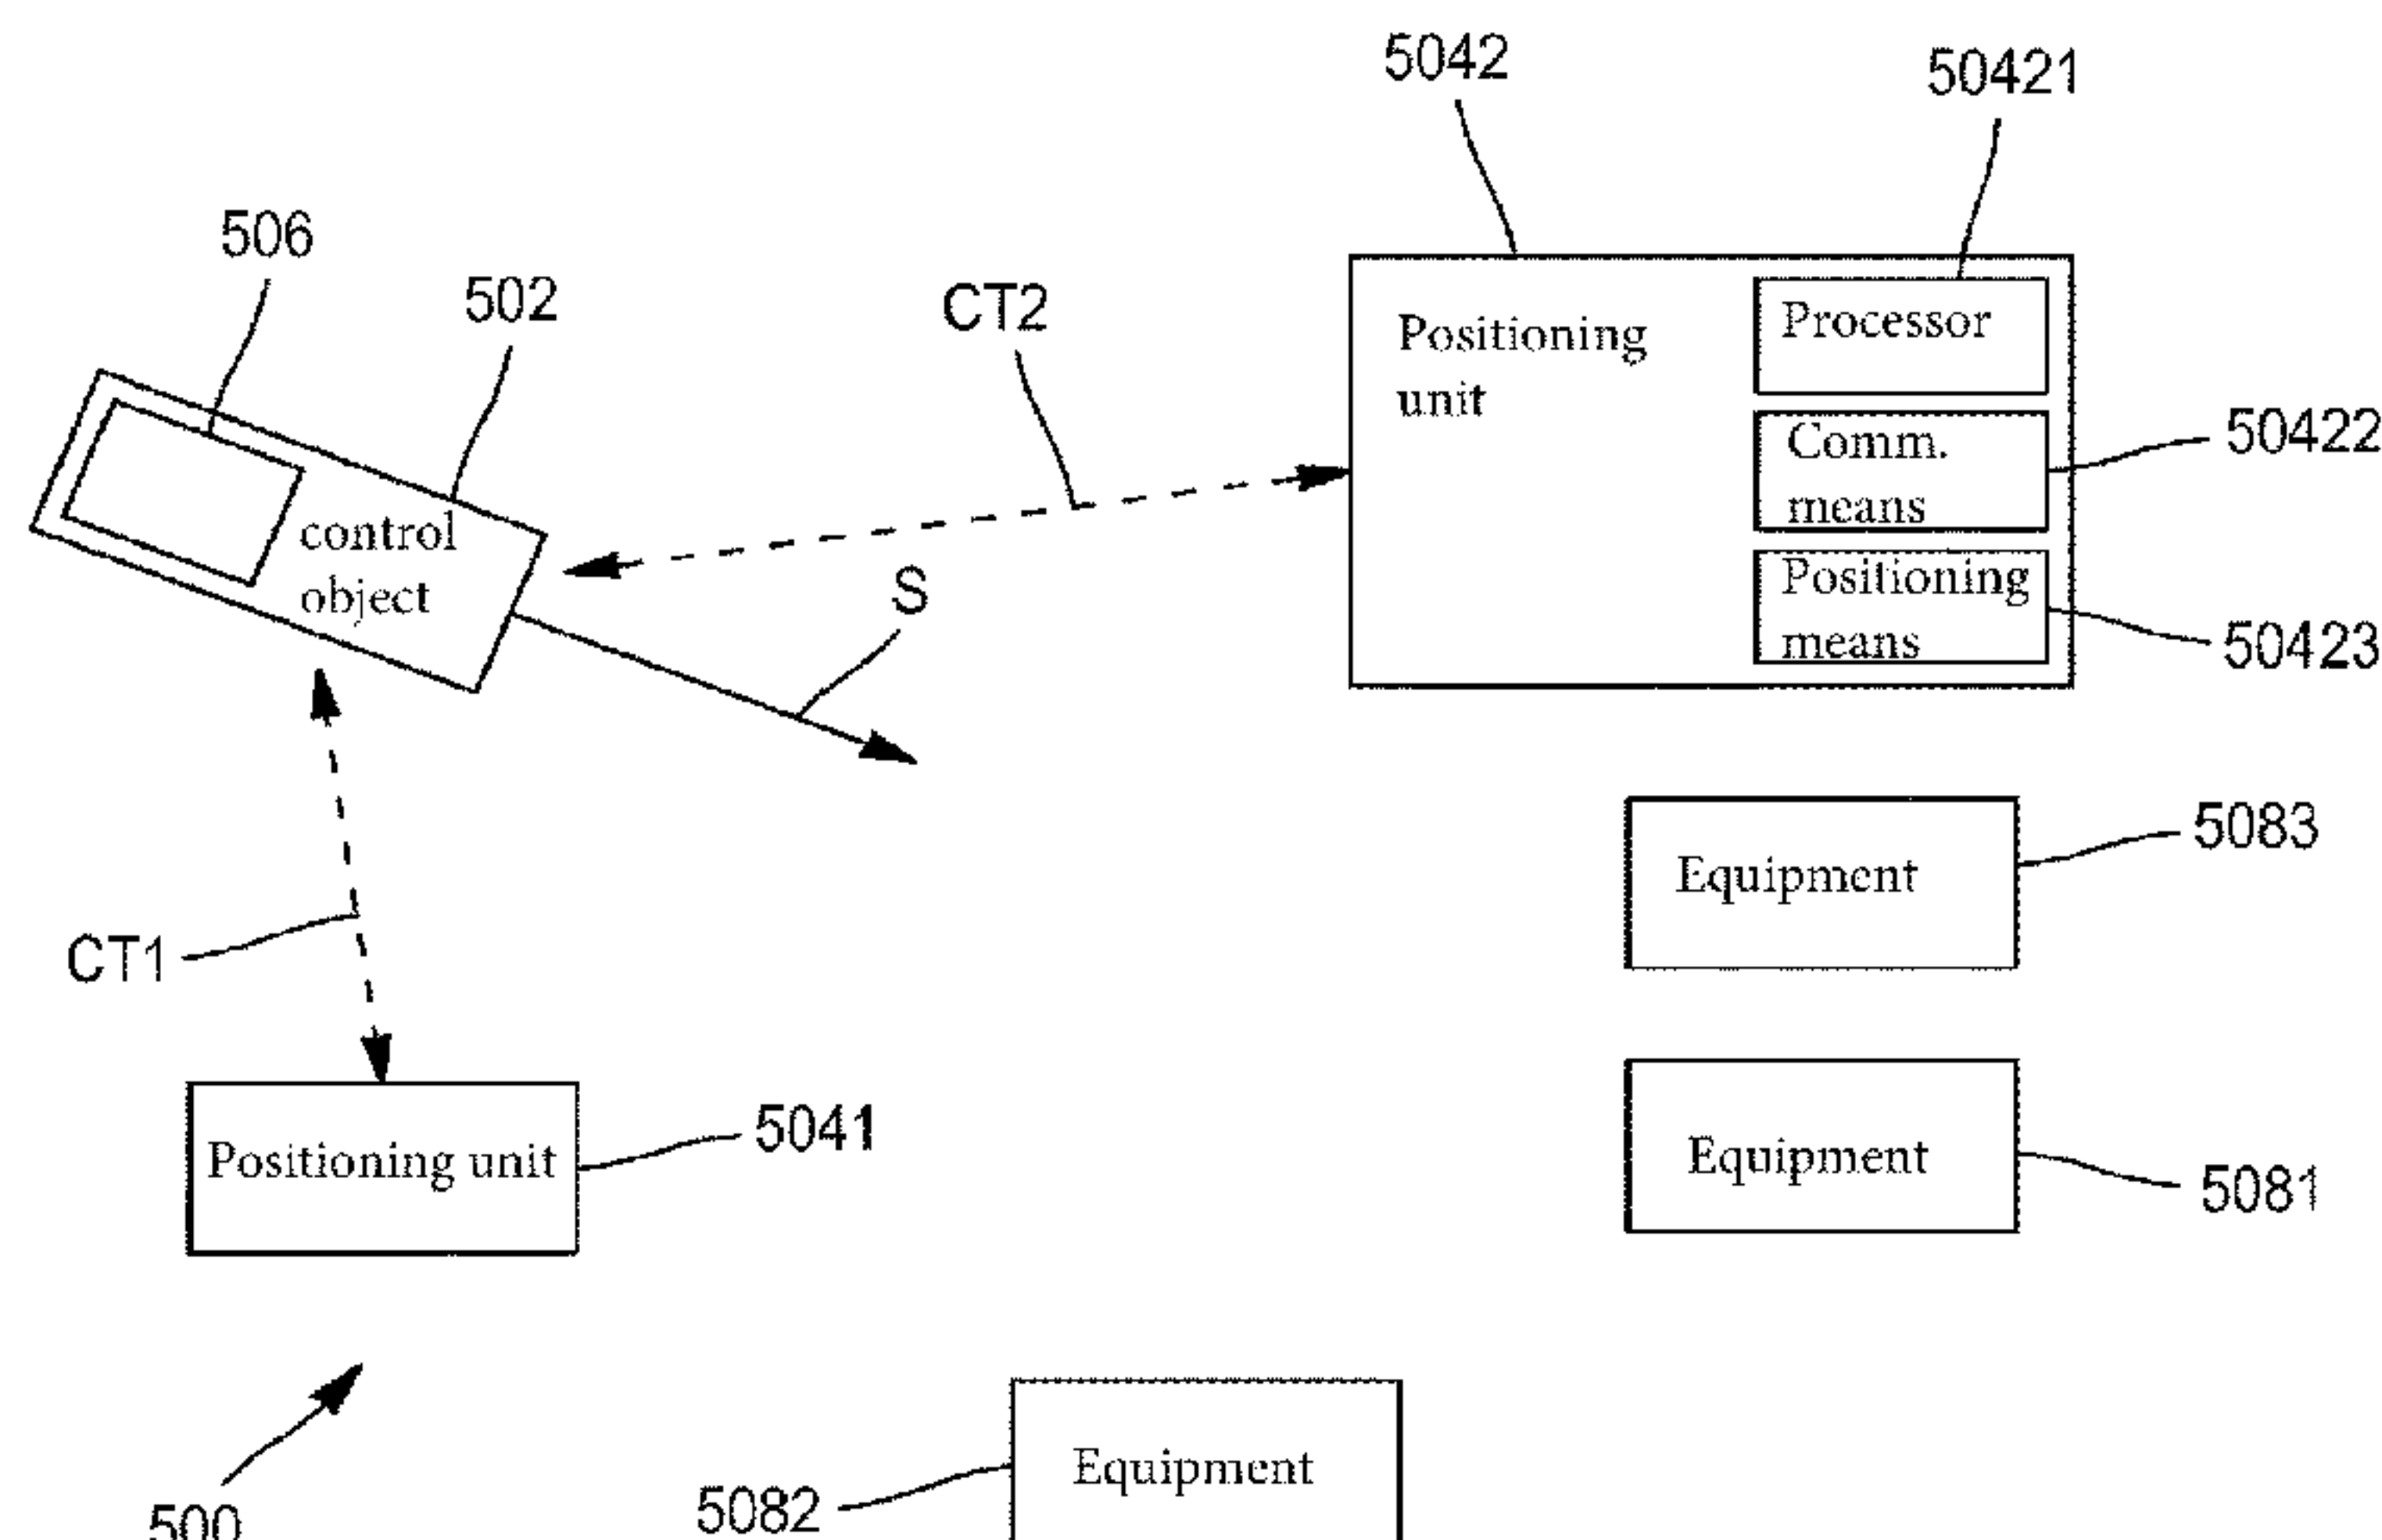 5042
50421
506
502
CT2
Positioning
unit
Processor
Comm.
means
50422
Positioning
means
50423
control
object
S
5083
Equipment
CT1
5041
Positioning unit
Equipment
5081
Equipment
5082
500